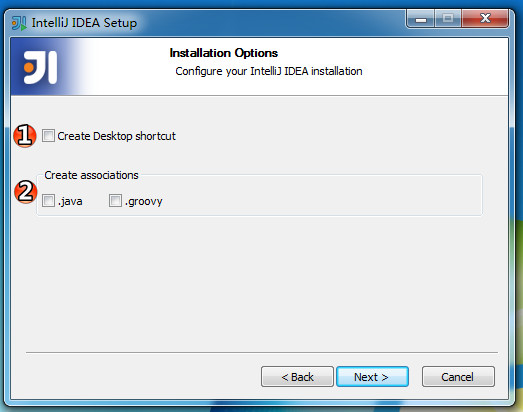 IntelliJ IDEA Setup
Installation Options
Configure your IntelliJ IDEA installation
1 Create Desktop shortcut
Create associations
2 .java .groovy
< Back Next > Cancel